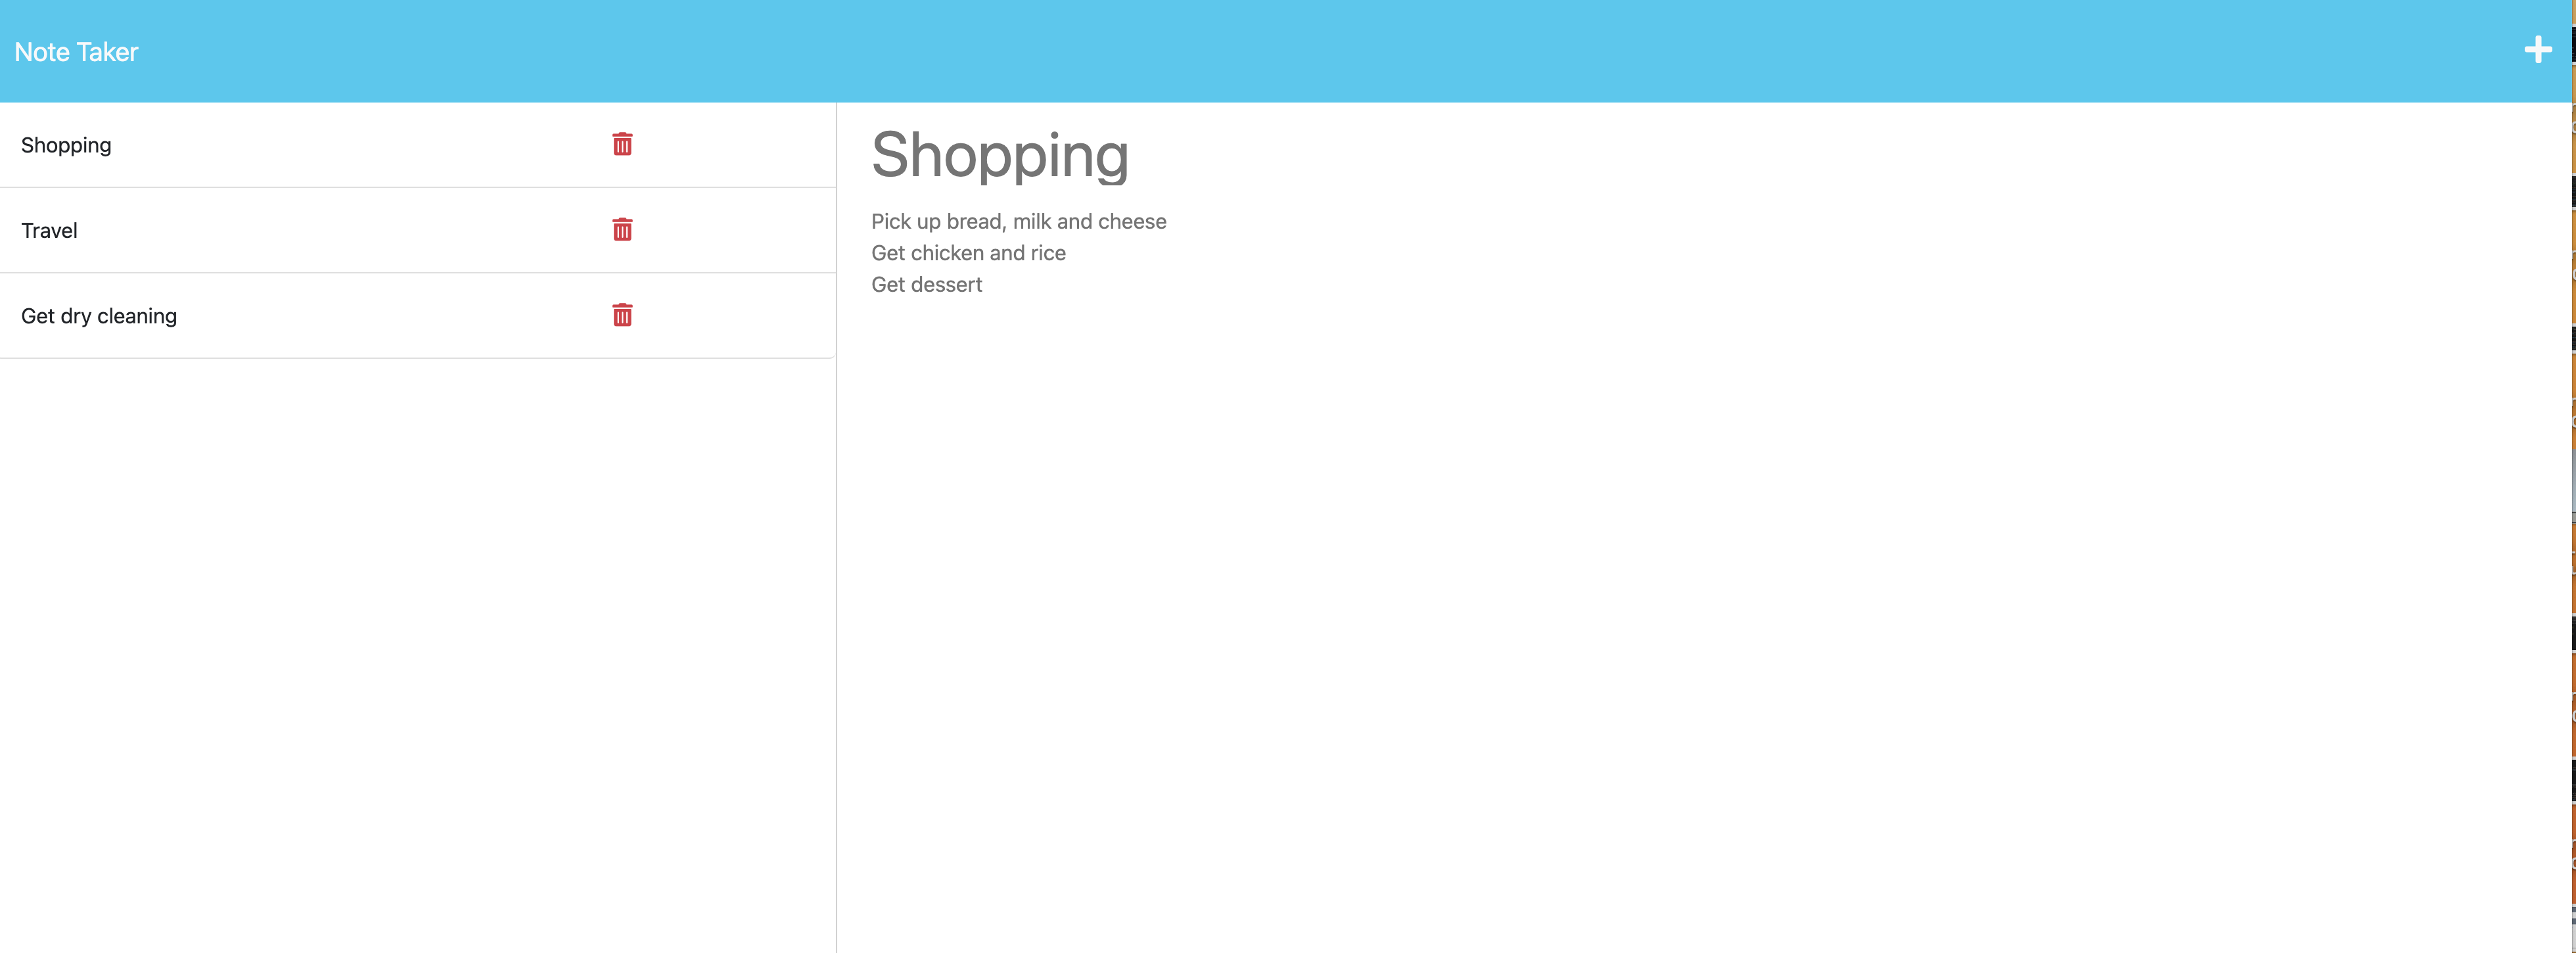 Note Taker
Shopping
Travel
Get dry cleaning
Shopping
Pick up bread, milk and cheese
Get chicken and rice
Get dessert